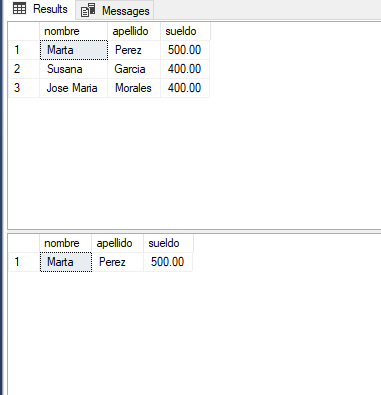 Results Messages
nombre apellido sueldo
1 Marta Perez 500.00
2 Susana Garcia 400.00
3 Jose Maria Morales 400.00
nombre apellido sueldo
1 Marta Perez 500.00